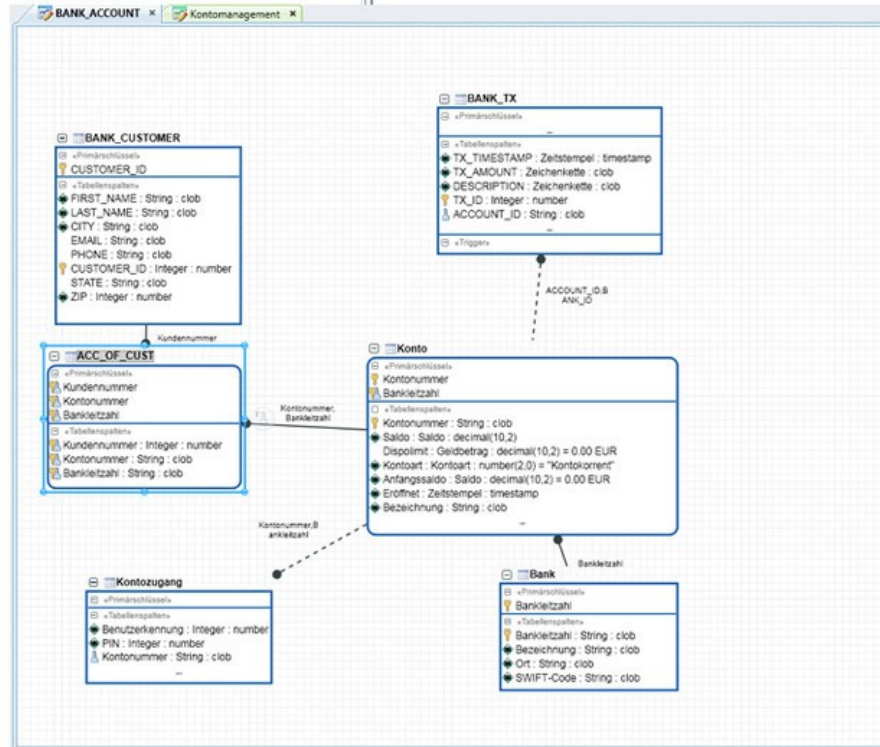 BANK_ACCOUNT ×
Kontomanagement ×
BANK_TX
«Primärschlüssel»
...
«Tabellenspalten»
TX_TIMESTAMP : Zeitstempel : timestamp
TX_AMOUNT : Zeichenkette : clob
DESCRIPTION : Zeichenkette : clob
TX_ID : Integer : number
ACCOUNT_ID : String : clob
...
«Trigger»
BANK_CUSTOMER
«Primärschlüssel»
CUSTOMER_ID
«Tabellenspalten»
FIRST_NAME : String : clob
LAST_NAME : String : clob
CITY : String : clob
EMAIL : String : clob
PHONE : String : clob
CUSTOMER_ID : Integer : number
STATE : String : clob
ZIP : Integer : number
ACCOUNT_ID,B
ANK_ID
Kundennummer
ACC_OF_CUST
«Primärschlüssel»
Kundennummer
Kontonummer
Bankleitzahl
«Tabellenspalten»
Kundennummer : Integer : number
Kontonummer : String : clob
Bankleitzahl : String : clob
Kontonummer,
Bankleitzahl
Konto
«Primärschlüssel»
Kontonummer
Bankleitzahl
«Tabellenspalten»
Kontonummer : String : clob
Saldo : Saldo : decimal(10,2)
Dispolimit : Geldbetrag : decimal(10,2) = 0.00 EUR
Kontoart : Kontoart : number(2,0) = "Kontokorrent"
Anfangssaldo : Saldo : decimal(10,2) = 0.00 EUR
Eröffnet : Zeitstempel : timestamp
Bezeichnung : String : clob
...
Kontonummer,B
ankleitzahl
Bankleitzahl
Kontozugang
«Primärschlüssel»
«Tabellenspalten»
Benutzerkennung : Integer : number
PIN : Integer : number
Kontonummer : String : clob
...
Bank
«Primärschlüssel»
Bankleitzahl
«Tabellenspalten»
Bankleitzahl : String : clob
Bezeichnung : String : clob
Ort : String : clob
SWIFT-Code : String : clob